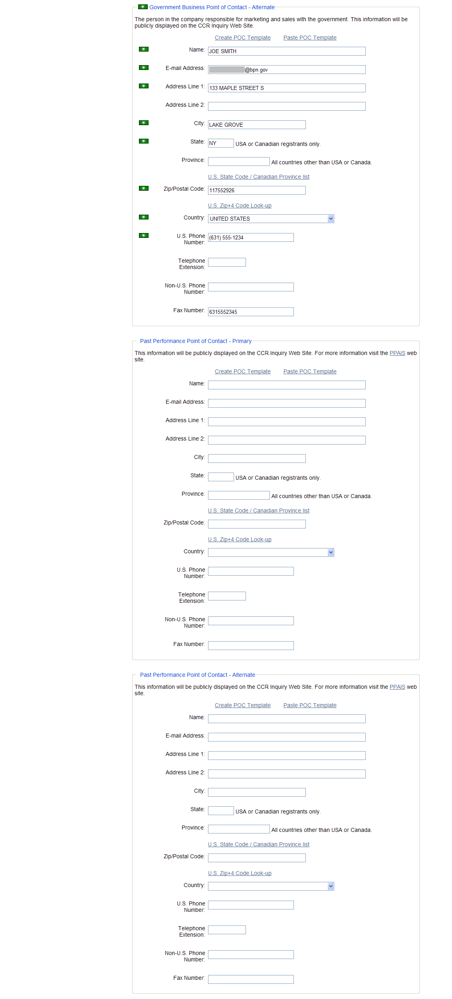 Government Business Point of Contact - Alternate
The person in the company responsible for marketing and sales with the government. This information will be
publicly displayed on the CCR Inquiry Web Site.
Create POC Template Paste POC Template
Name: JOE SMITH
E-mail Address: @bpn.gov
Address Line 1: 133 MAPLE STREET S
Address Line 2:
City: LAKE GROVE
State: NY USA or Canadian registrants only.
Province: All countries other than USA or Canada.
U.S. State Code / Canadian Province list
Zip/Postal Code: 117552926
U.S. Zip+4 Code Look-up
Country: UNITED STATES
U.S. Phone
Number: (631) 555-1234
Telephone
Extension:
Non-U.S. Phone
Number:
Fax Number: 6315552345
Past Performance Point of Contact - Primary
This information will be publicly displayed on the CCR Inquiry Web Site. For more information visit the PPAIS web
site.
Create POC Template Paste POC Template
Name:
E-mail Address:
Address Line 1:
Address Line 2:
City:
State: USA or Canadian registrants only.
Province: All countries other than USA or Canada.
U.S. State Code / Canadian Province list
Zip/Postal Code:
U.S. Zip+4 Code Look-up
Country:
U.S. Phone
Number:
Telephone
Extension:
Non-U.S. Phone
Number:
Fax Number:
Past Performance Point of Contact - Alternate
This information will be publicly displayed on the CCR Inquiry Web Site. For more information visit the PPAIS web
site.
Create POC Template Paste POC Template
Name:
E-mail Address:
Address Line 1:
Address Line 2:
City:
State: USA or Canadian registrants only.
Province: All countries other than USA or Canada.
U.S. State Code / Canadian Province list
Zip/Postal Code:
U.S. Zip+4 Code Look-up
Country:
U.S. Phone
Number:
Telephone
Extension:
Non-U.S. Phone
Number:
Fax Number: